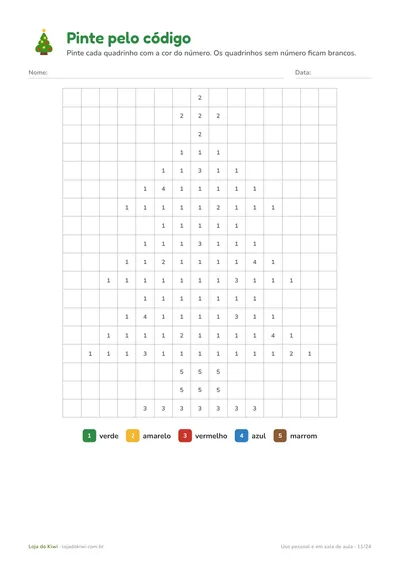 Pinte pelo código
Pinte cada quadrinho com a cor do número. Os quadrinhos sem número ficam brancos.
Nome: Data:
2
2 2 2
2
1 1 1
1 1 3 1 1
1 4 1 1 1 1 1
1 1 1 1 1 2 1 1 1
1 1 1 1 1
1 1 1 3 1 1 1
1 1 2 1 1 1 1 4 1
1 1 1 1 1 1 1 3 1 1 1
1 1 1 1 1 1 1
1 4 1 1 1 1 3 1 1
1 1 1 1 2 1 1 1 1 4 1
1 1 1 3 1 1 1 1 1 1 1 2 1
5 5 5
5 5 5
3 3 3 3 3 3 3
1 verde 2 amarelo 3 vermelho 4 azul 5 marrom
Loja do Kiwi · lojadokiwi.com.br Uso pessoal e em sala de aula · 11/24